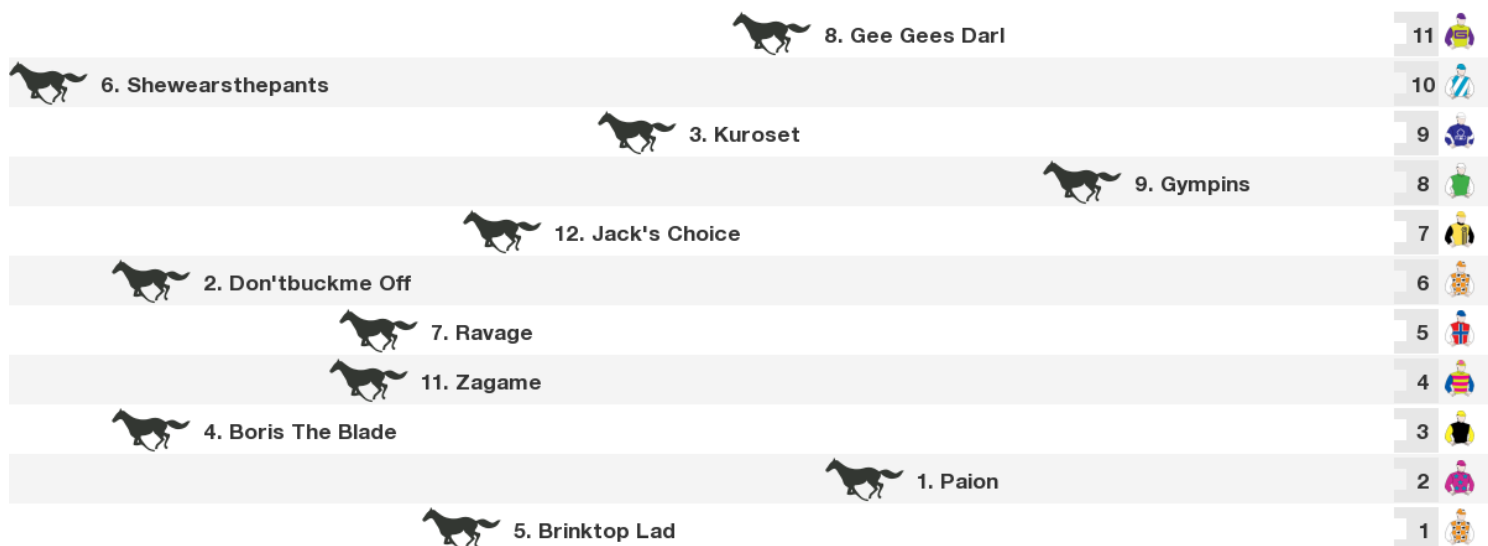 8. Gee Gees Darl 11
6. Shewearsthepants 10
3. Kuroset 9
9. Gympins 8
12. Jack's Choice 7
2. Don'tbuckme Off 6
7. Ravage 5
11. Zagame 4
4. Boris The Blade 3
1. Paion 2
5. Brinktop Lad 1